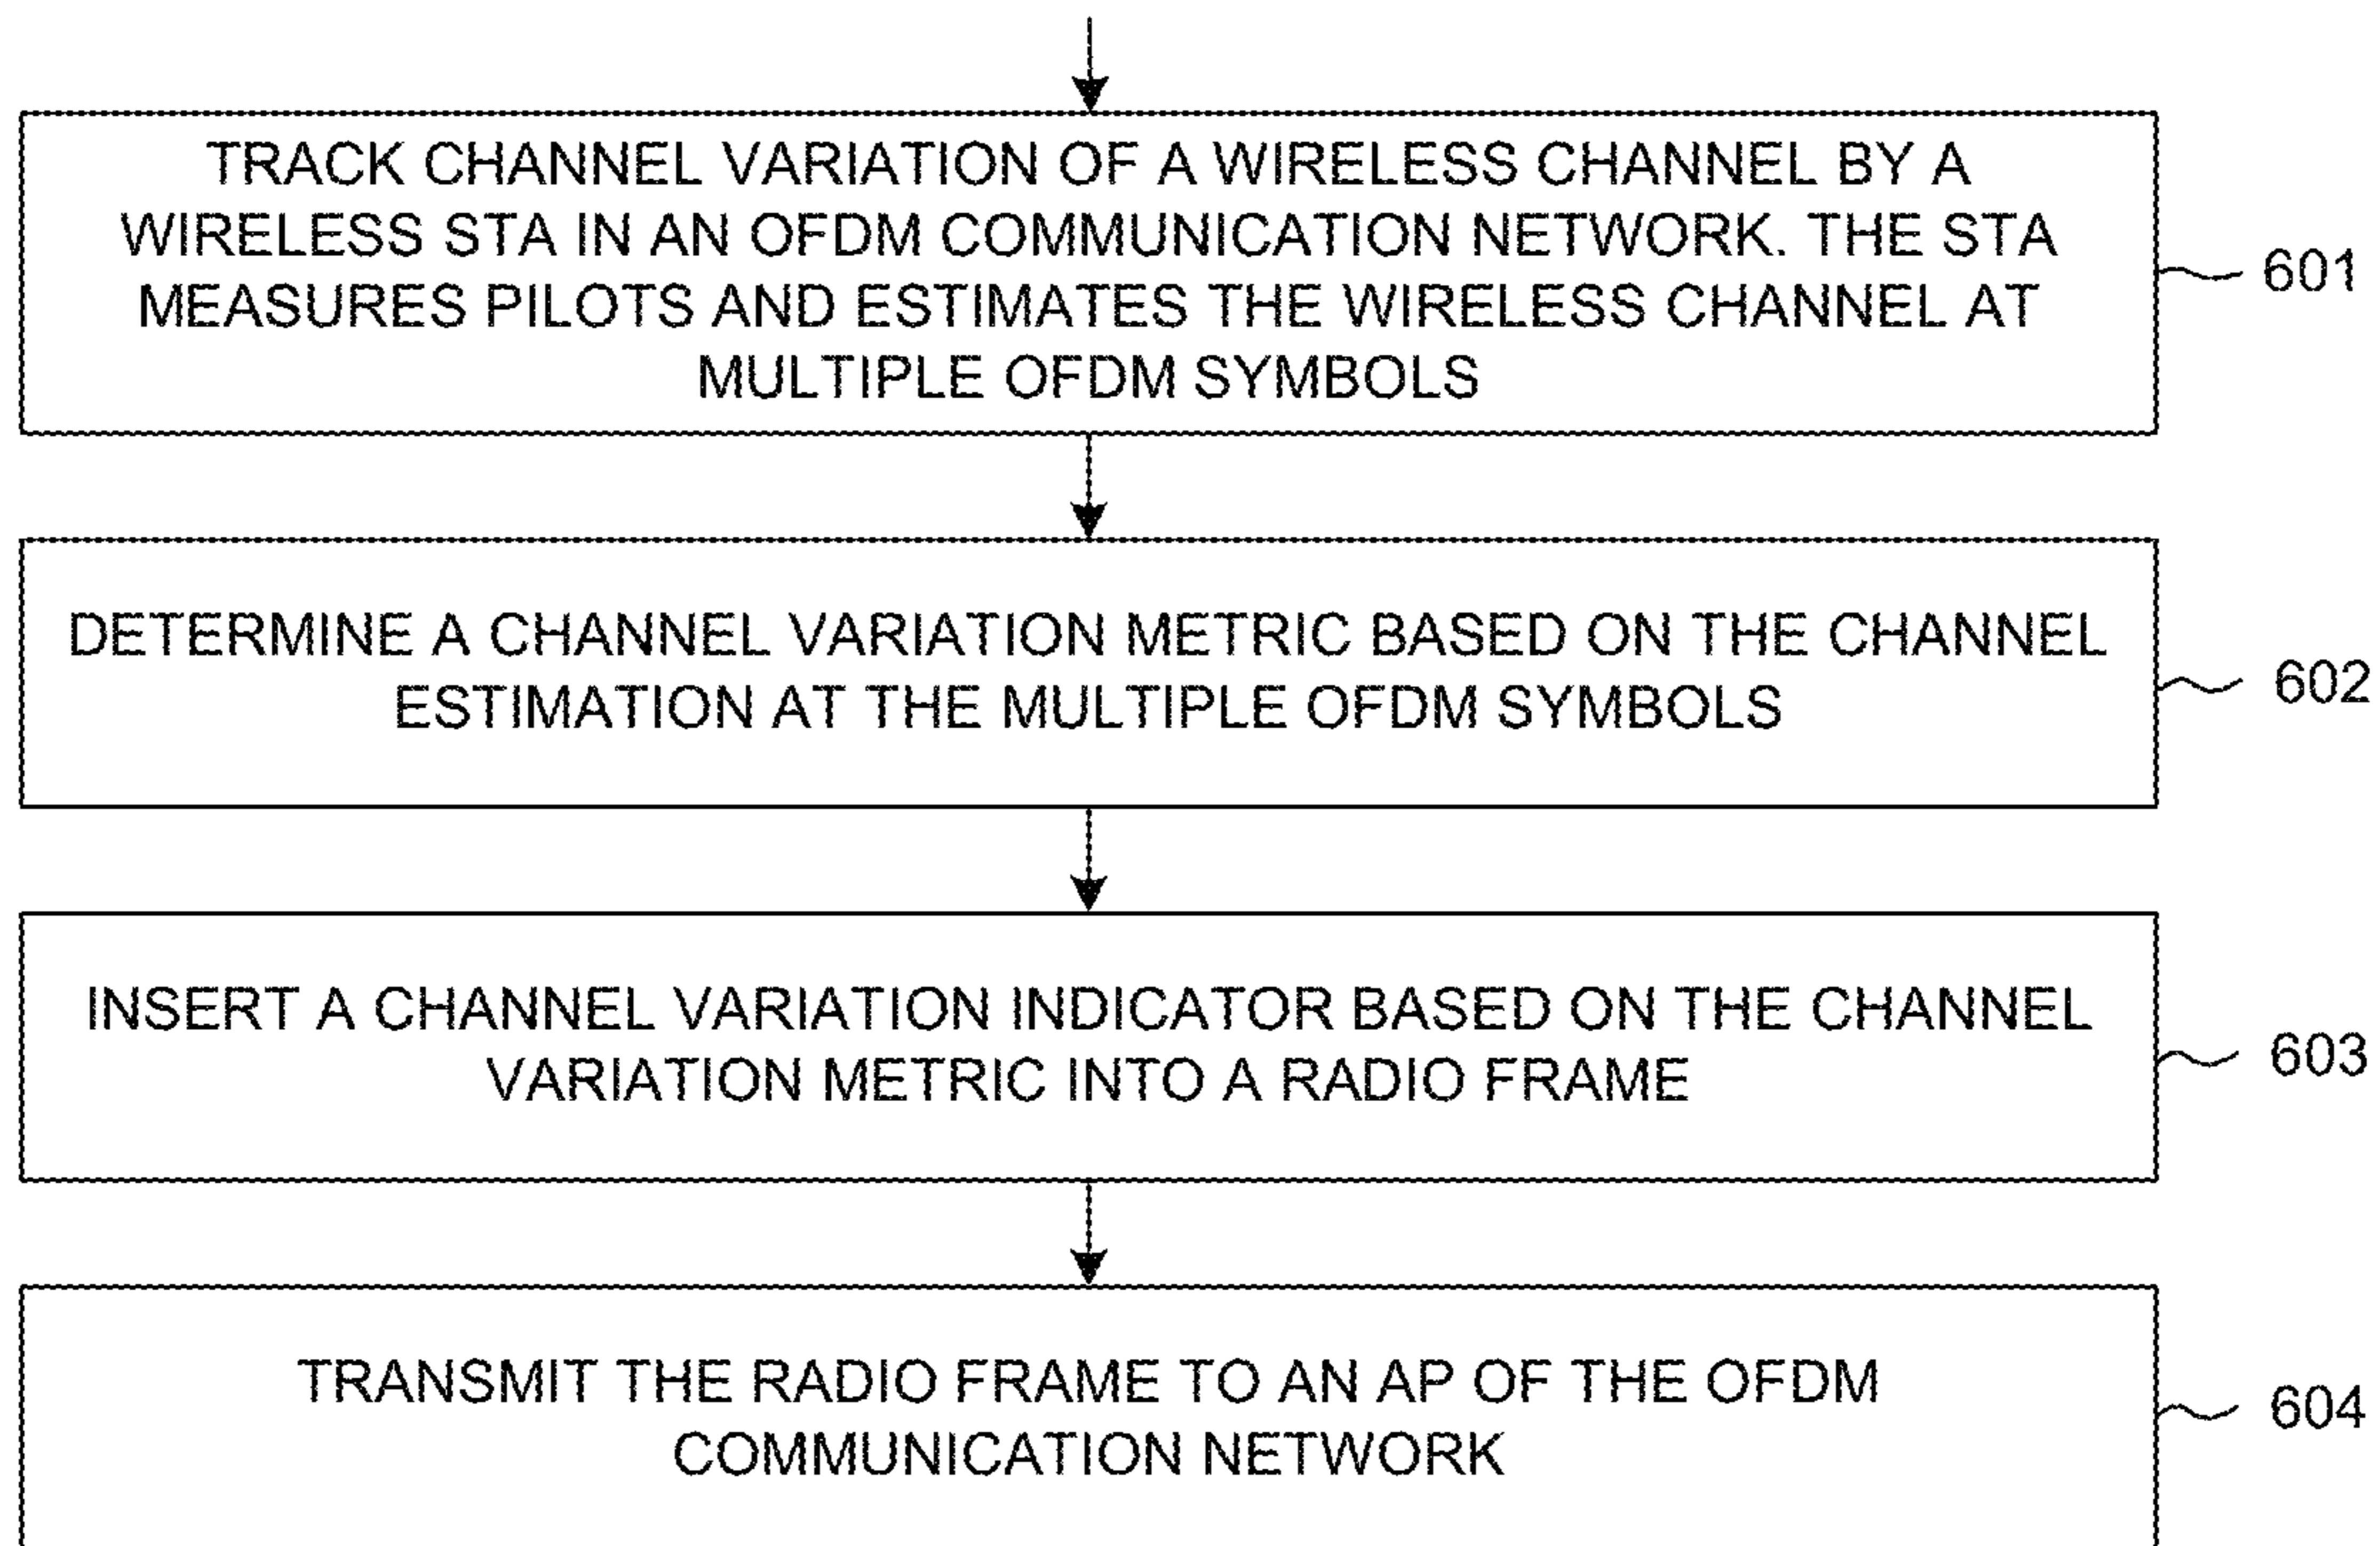 TRACK CHANNEL VARIATION OF A WIRELESS CHANNEL BY A
WIRELESS STA IN AN OFDM COMMUNICATION NETWORK. THE STA
MEASURES PILOTS AND ESTIMATES THE WIRELESS CHANNEL AT
MULTIPLE OFDM SYMBOLS
601
DETERMINE A CHANNEL VARIATION METRIC BASED ON THE CHANNEL
ESTIMATION AT THE MULTIPLE OFDM SYMBOLS
602
INSERT A CHANNEL VARIATION INDICATOR BASED ON THE CHANNEL
VARIATION METRIC INTO A RADIO FRAME
603
TRANSMIT THE RADIO FRAME TO AN AP OF THE OFDM
COMMUNICATION NETWORK
604